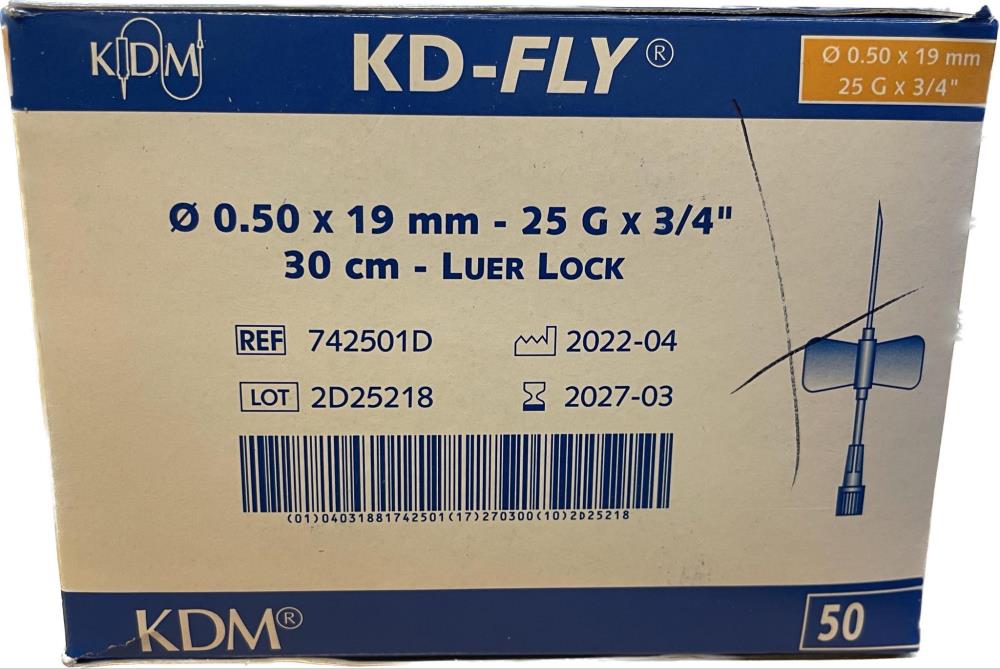 KDM
KD-FLY®
Ø 0.50 x 19 mm
25 G x 3/4"
Ø 0.50 x 19 mm - 25 G x 3/4"
30 cm - LUER LOCK
REF 742501D 2022-04
LOT 2D25218 2027-03
(01)04031881742501(17)270300(10)2D25218
KDM®
50